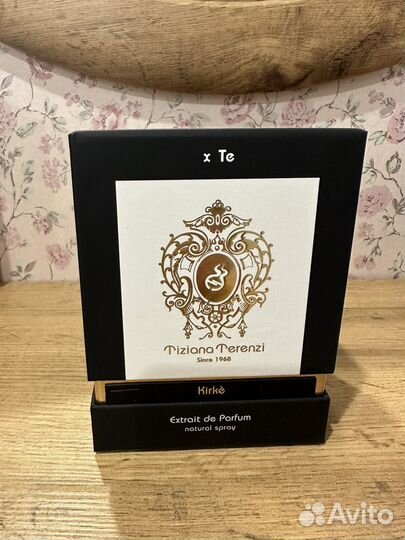 x Te
Tiziana Terenzi
Since 1968
Kirkè
Extrait de Parfum
natural spray
Avito